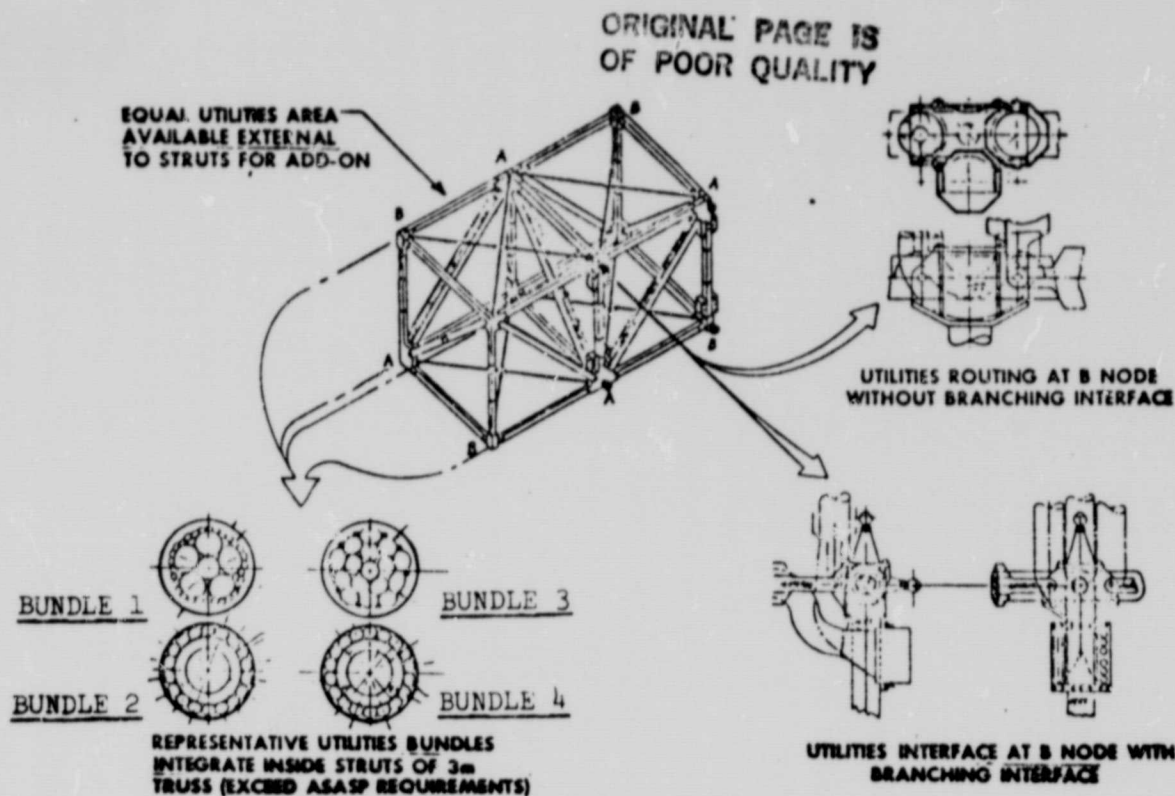 ORIGINAL PAGE IS
OF POOR QUALITY
EQUAL UTILITIES AREA
AVAILABLE EXTERNAL
TO STRUTS FOR ADD-ON
B
A
A
B
B
A
A
B
UTILITIES ROUTING AT B NODE
WITHOUT BRANCHING INTERFACE
BUNDLE 1
BUNDLE 3
BUNDLE 2
BUNDLE 4
REPRESENTATIVE UTILITIES BUNDLES
INTEGRATE INSIDE STRUTS OF 3m
TRUSS (EXCEED ASASP REQUIREMENTS)
UTILITIES INTERFACE AT B NODE WITH
BRANCHING INTERFACE